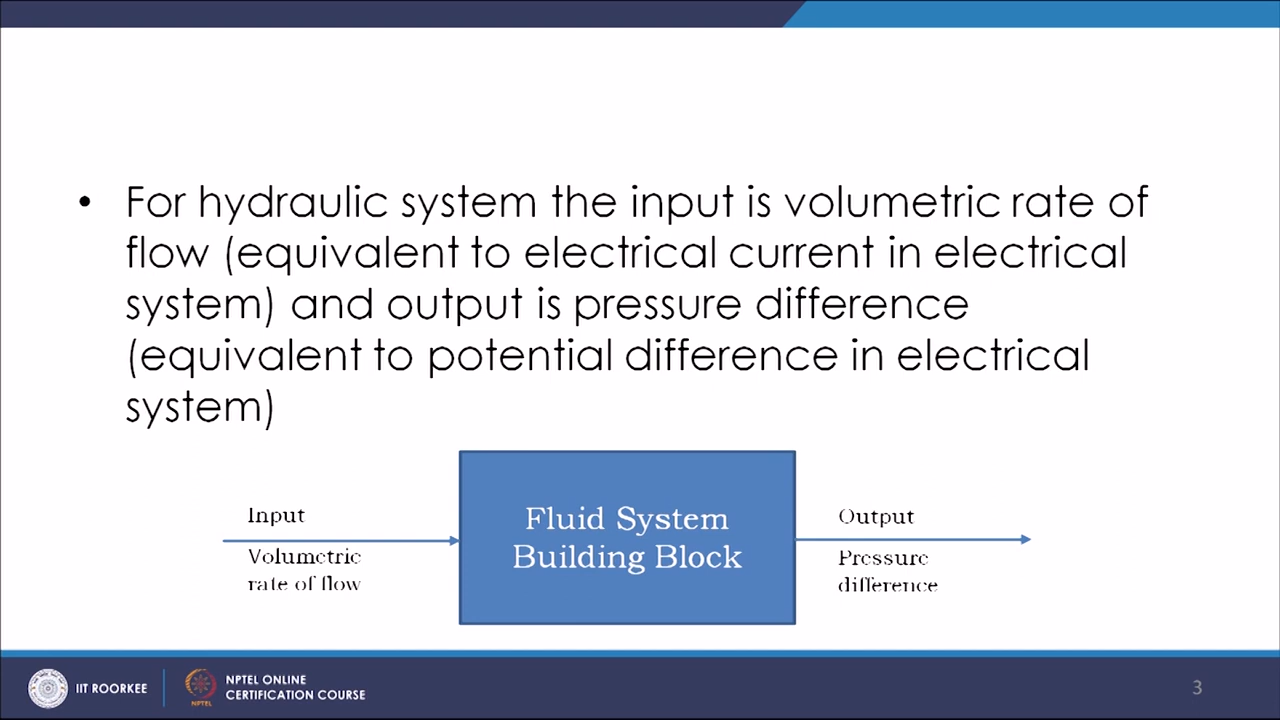 • For hydraulic system the input is volumetric rate of
flow (equivalent to electrical current in electrical
system) and output is pressure difference
(equivalent to potential difference in electrical
system)
Input
Volumetric
rate of flow
Fluid System
Building Block
Output
Pressure
difference
IIT ROORKEE
NPTEL
NPTEL ONLINE
CERTIFICATION COURSE
3